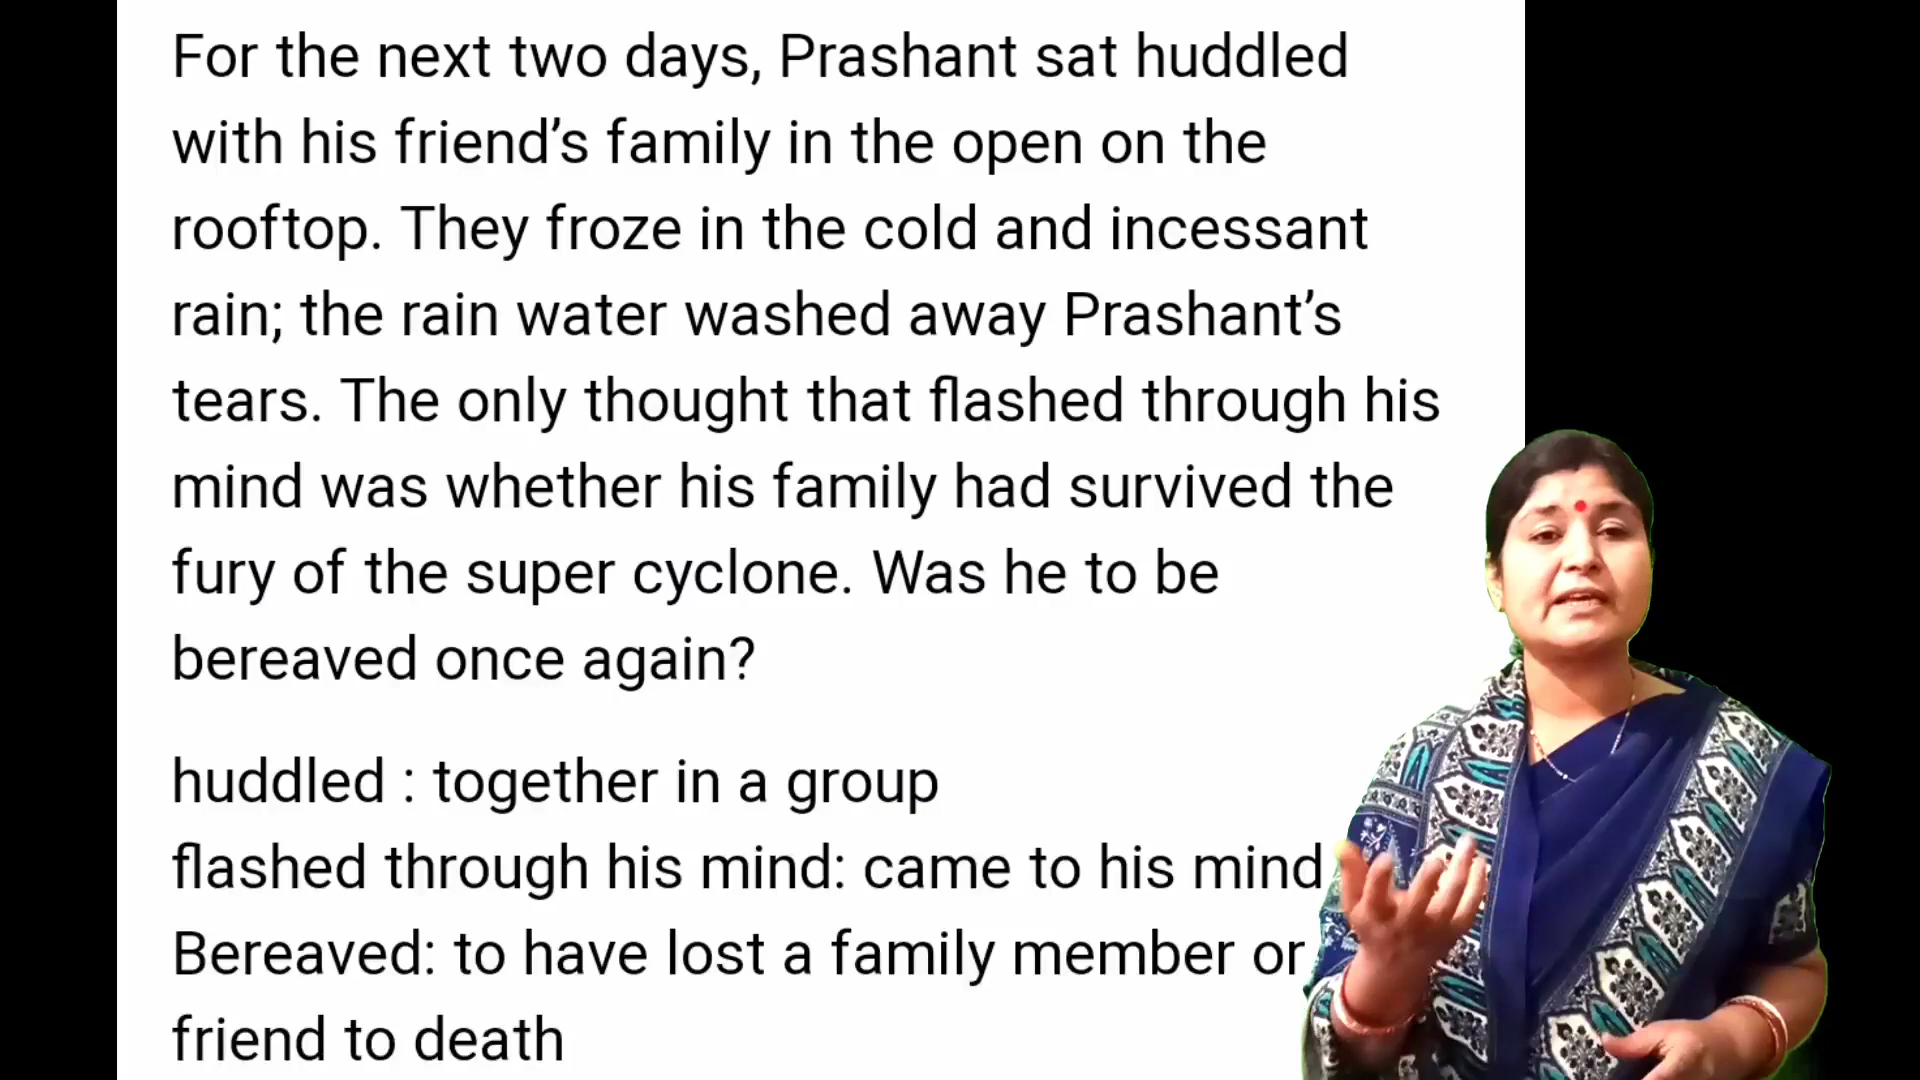 For the next two days, Prashant sat huddled
with his friend’s family in the open on the
rooftop. They froze in the cold and incessant
rain; the rain water washed away Prashant’s
tears. The only thought that flashed through his
mind was whether his family had survived the
fury of the super cyclone. Was he to be
bereaved once again?
huddled : together in a group
flashed through his mind: came to his mind
Bereaved: to have lost a family member or
friend to death